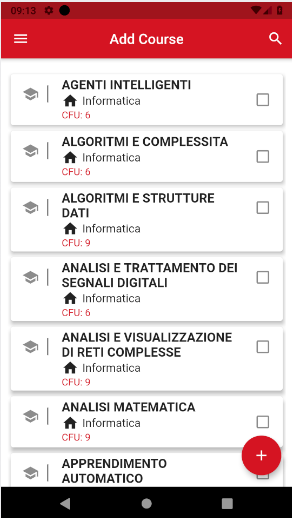 09:13
Add Course
AGENTI INTELLIGENTI
Informatica
CFU: 6
ALGORITMI E COMPLESSITA
Informatica
CFU: 6
ALGORITMI E STRUTTURE
DATI
Informatica
CFU: 9
ANALISI E TRATTAMENTO DEI
SEGNALI DIGITALI
Informatica
CFU: 6
ANALISI E VISUALIZZAZIONE
DI RETI COMPLESSE
Informatica
CFU: 9
ANALISI MATEMATICA
Informatica
CFU: 9
APPRENDIMENTO
AUTOMATICO